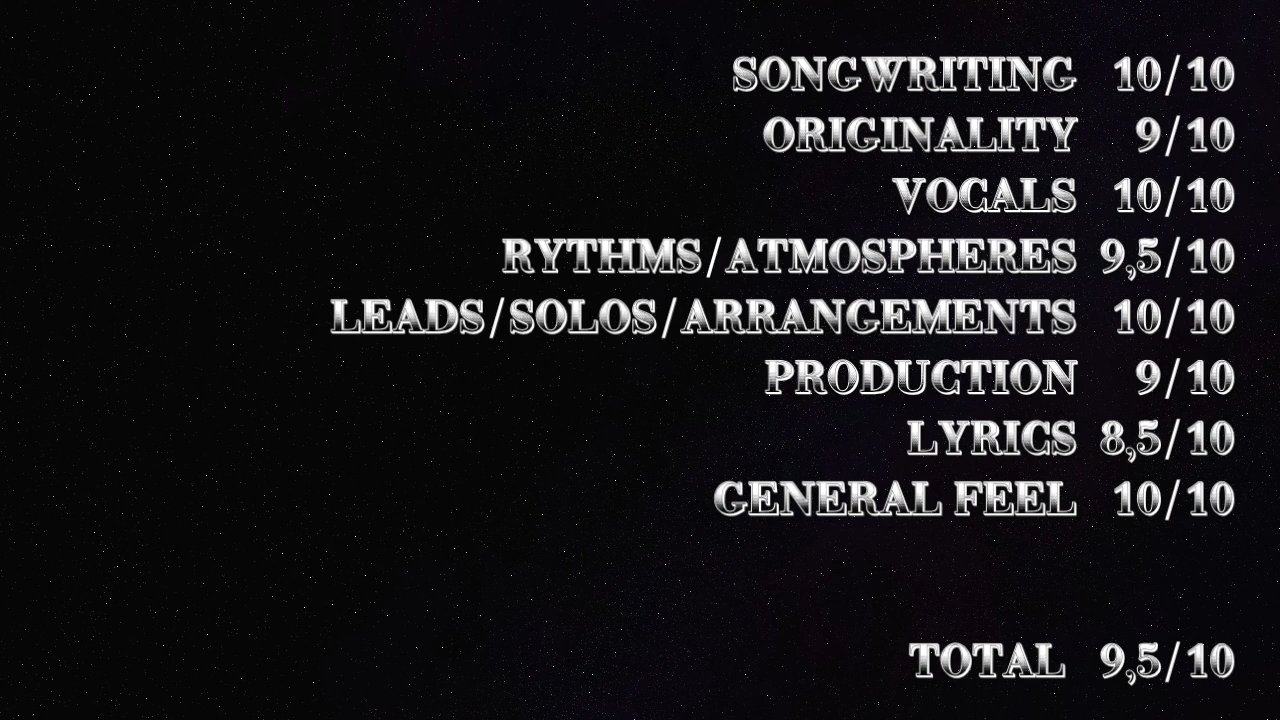 SONGWRITING 10/10
ORIGINALITY 9/10
VOCALS 10/10
RYTHMS/ATMOSPHERES 9,5/10
LEADS/SOLOS/ARRANGEMENTS 10/10
PRODUCTION 9/10
LYRICS 8,5/10
GENERAL FEEL 10/10
TOTAL 9,5/10